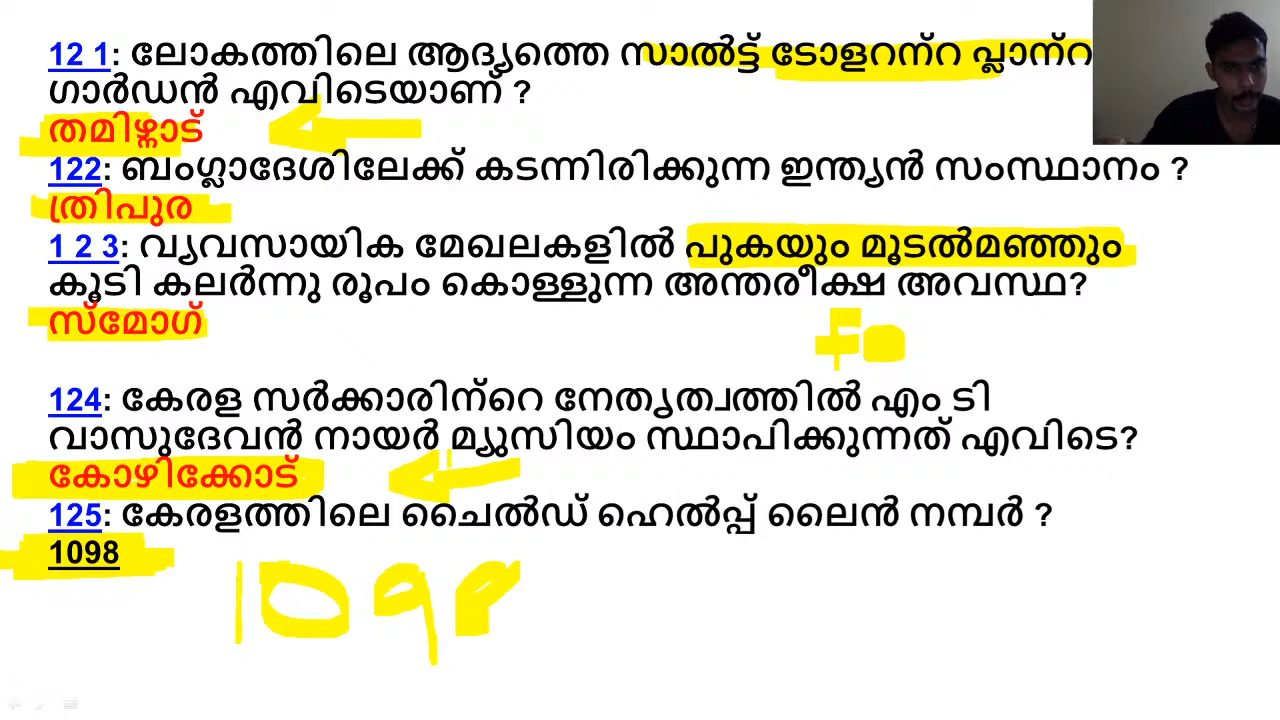 12 1: ലോകത്തിലെ ആദ്യത്തെ സാൽട്ട് ടോളറന്റ പ്ലാന്റ
ഗാർഡൻ എവിടെയാണ് ?
തമിഴ്നാട്
122: ബംഗ്ലാദേശിലേക്ക് കടന്നിരിക്കുന്ന ഇന്ത്യൻ സംസ്ഥാനം ?
ത്രിപുര
1 2 3: വ്യവസായിക മേഖലകളിൽ പുകയും മൂടൽമഞ്ഞും
കൂടി കലർന്നു രൂപം കൊള്ളുന്ന അന്തരീക്ഷ അവസ്ഥ?
സ്മോഗ്
Fo
124: കേരള സർക്കാരിന്റെ നേതൃത്വത്തിൽ എം ടി
വാസുദേവൻ നായർ മ്യുസിയം സ്ഥാപിക്കുന്നത് എവിടെ?
കോഴിക്കോട്
125: കേരളത്തിലെ ചൈൽഡ് ഹെൽപ്പ് ലൈൻ നമ്പർ ?
1098
1098